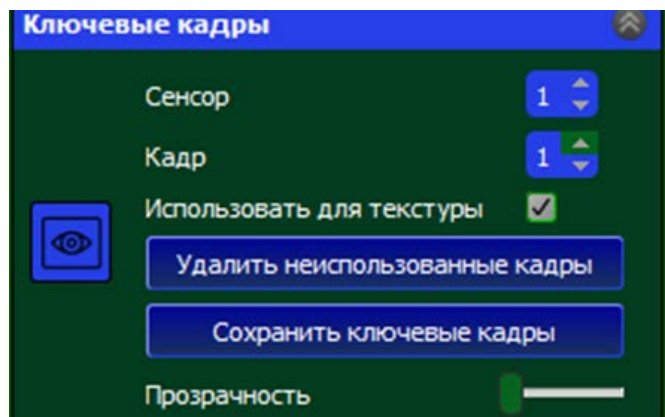 Ключевые кадры
Сенсор 1
Кадр 1
Использовать для текстуры
Удалить неиспользованные кадры
Сохранить ключевые кадры
Прозрачность